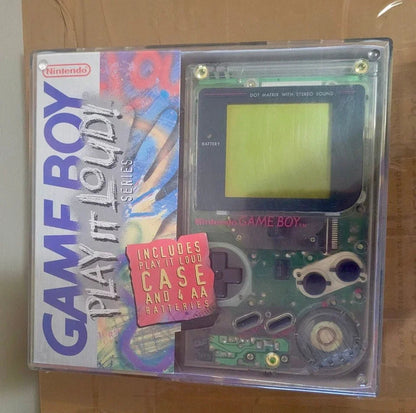 Nintendo
GAME BOY
PLAY IT LOUD!
SERIES
INCLUDES
PLAY IT LOUD
CASE
AND 4 AA
BATTERIES
DOT MATRIX WITH STEREO SOUND
BATTERY
Nintendo GAME BOY™